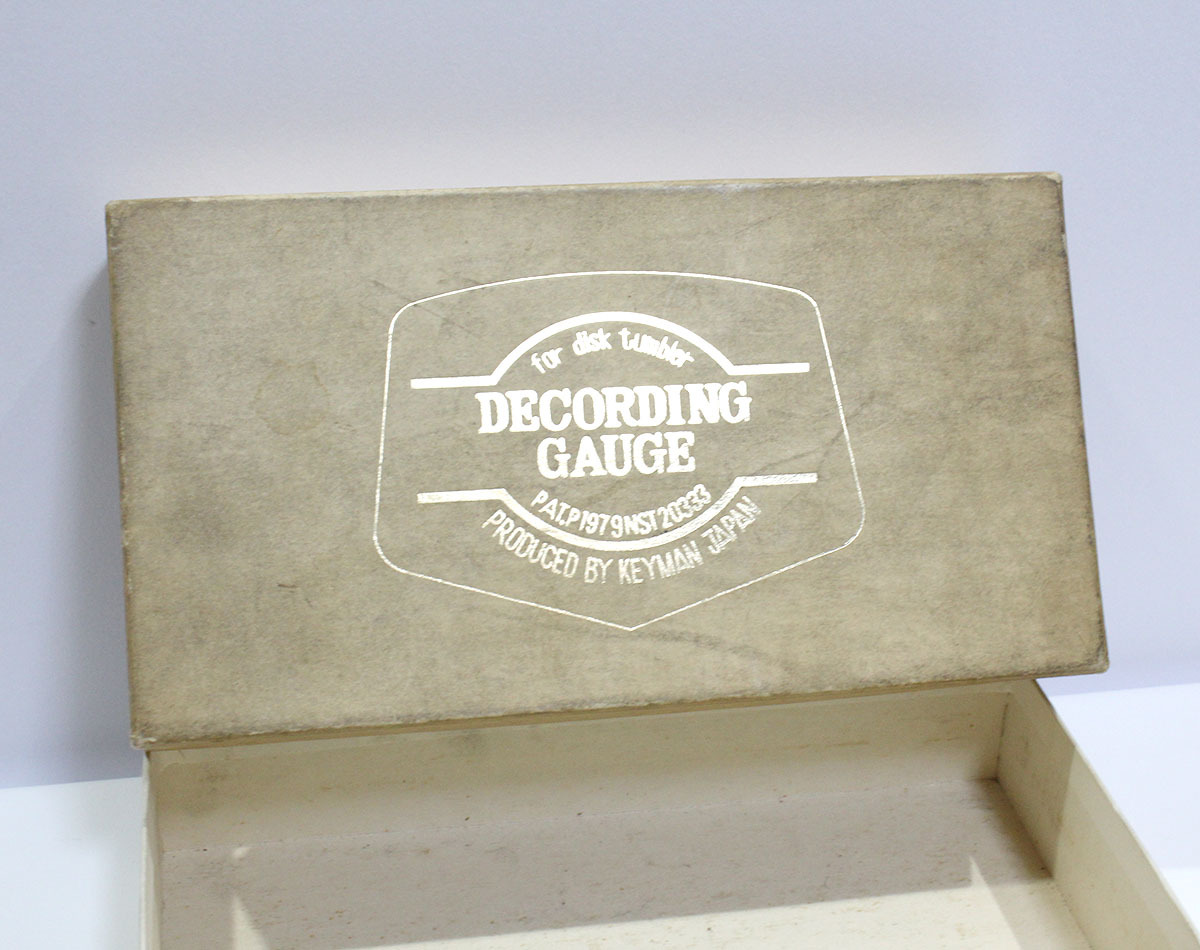 for disk tumbler
DECORDING
GAUGE
PAT.P1979NST20333
PRODUCED BY KEYMAN JAPAN